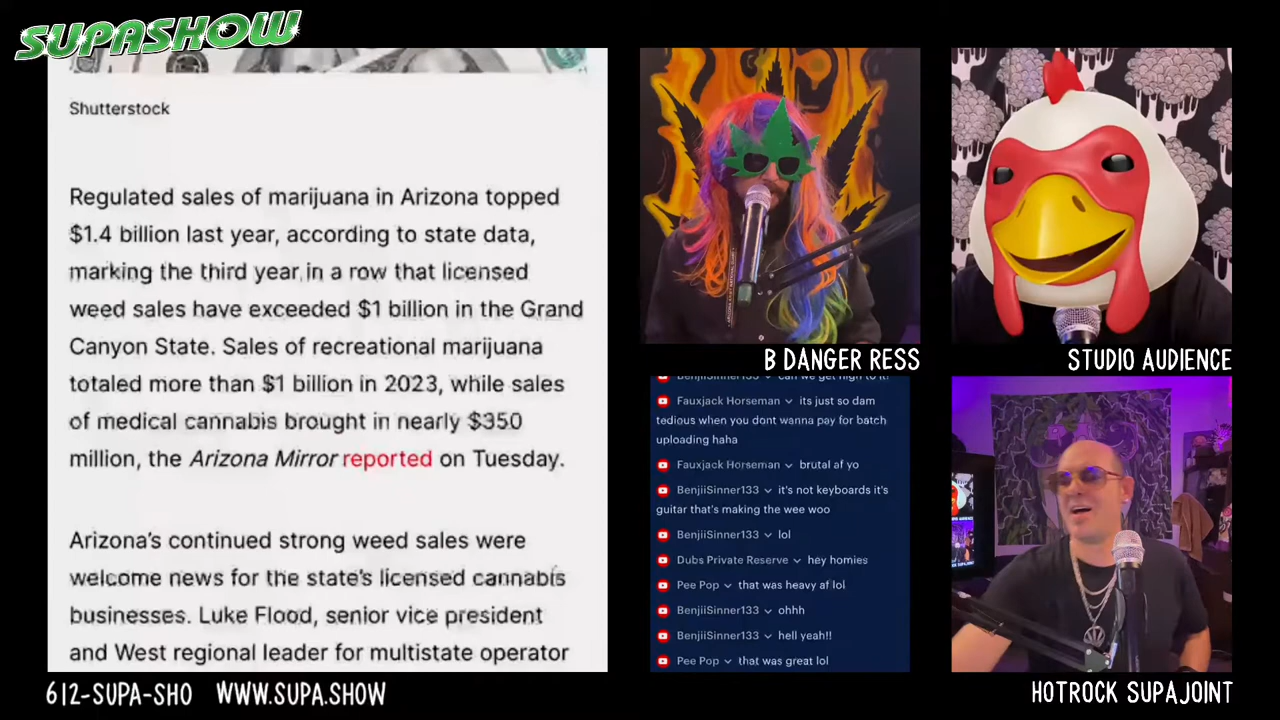 SUPASHOW
Shutterstock
Regulated sales of marijuana in Arizona topped
$1.4 billion last year, according to state data,
marking the third year in a row that licensed
weed sales have exceeded $1 billion in the Grand
Canyon State. Sales of recreational marijuana
totaled more than $1 billion in 2023, while sales
of medical cannabis brought in nearly $350
million, the Arizona Mirror reported on Tuesday.
Arizona's continued strong weed sales were
welcome news for the state's licensed cannabis
businesses. Luke Flood, senior vice president
and West regional leader for multistate operator
B DANGER RESS
STUDIO AUDIENCE
BenjiiSinner133 can we get high to it!
Fauxjack Horseman its just so dam
tedious when you dont wanna pay for batch
uploading haha
Fauxjack Horseman brutal af yo
BenjiiSinner133 it's not keyboards it's
guitar that's making the wee woo
BenjiiSinner133 lol
Dubs Private Reserve hey homies
Pee Pop that was heavy af lol
BenjiiSinner133 ohhh
BenjiiSinner133 hell yeah!!
Pee Pop that was great lol
612-SUPA-SHO WWW.SUPA.SHOW
HOTROCK SUPAJOINT